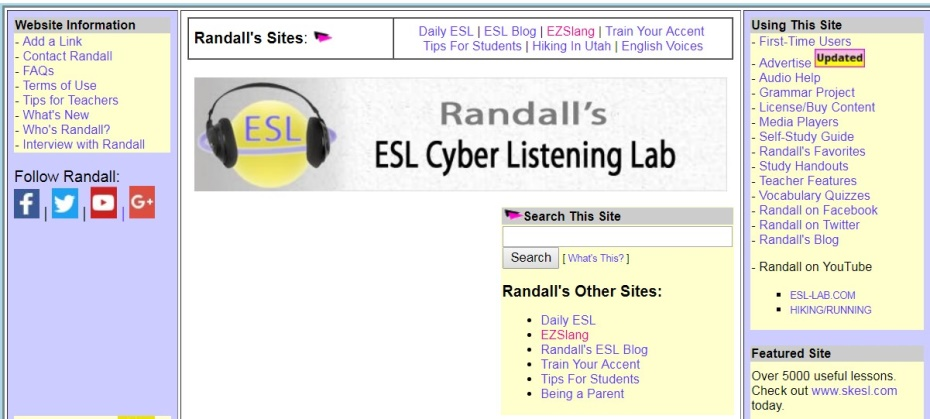 Website Information
- Add a Link
- Contact Randall
- FAQs
- Terms of Use
- Tips for Teachers
- What's New
- Who's Randall?
- Interview with Randall
Follow Randall:
f | | | G+
Randall's Sites:
Daily ESL | ESL Blog | EZSlang | Train Your Accent
Tips For Students | Hiking In Utah | English Voices
ESL
Randall's
ESL Cyber Listening Lab
Search This Site
Search [ What's This? ]
Randall's Other Sites:
• Daily ESL
• EZSlang
• Randall's ESL Blog
• Train Your Accent
• Tips For Students
• Being a Parent
Using This Site
- First-Time Users
- Advertise Updated
- Audio Help
- Grammar Project
- License/Buy Content
- Media Players
- Self-Study Guide
- Randall's Favorites
- Study Handouts
- Teacher Features
- Vocabulary Quizzes
- Randall on Facebook
- Randall on Twitter
- Randall's Blog
- Randall on YouTube
▪ ESL-LAB.COM
▪ HIKING/RUNNING
Featured Site
Over 5000 useful lessons.
Check out www.skesl.com
today.